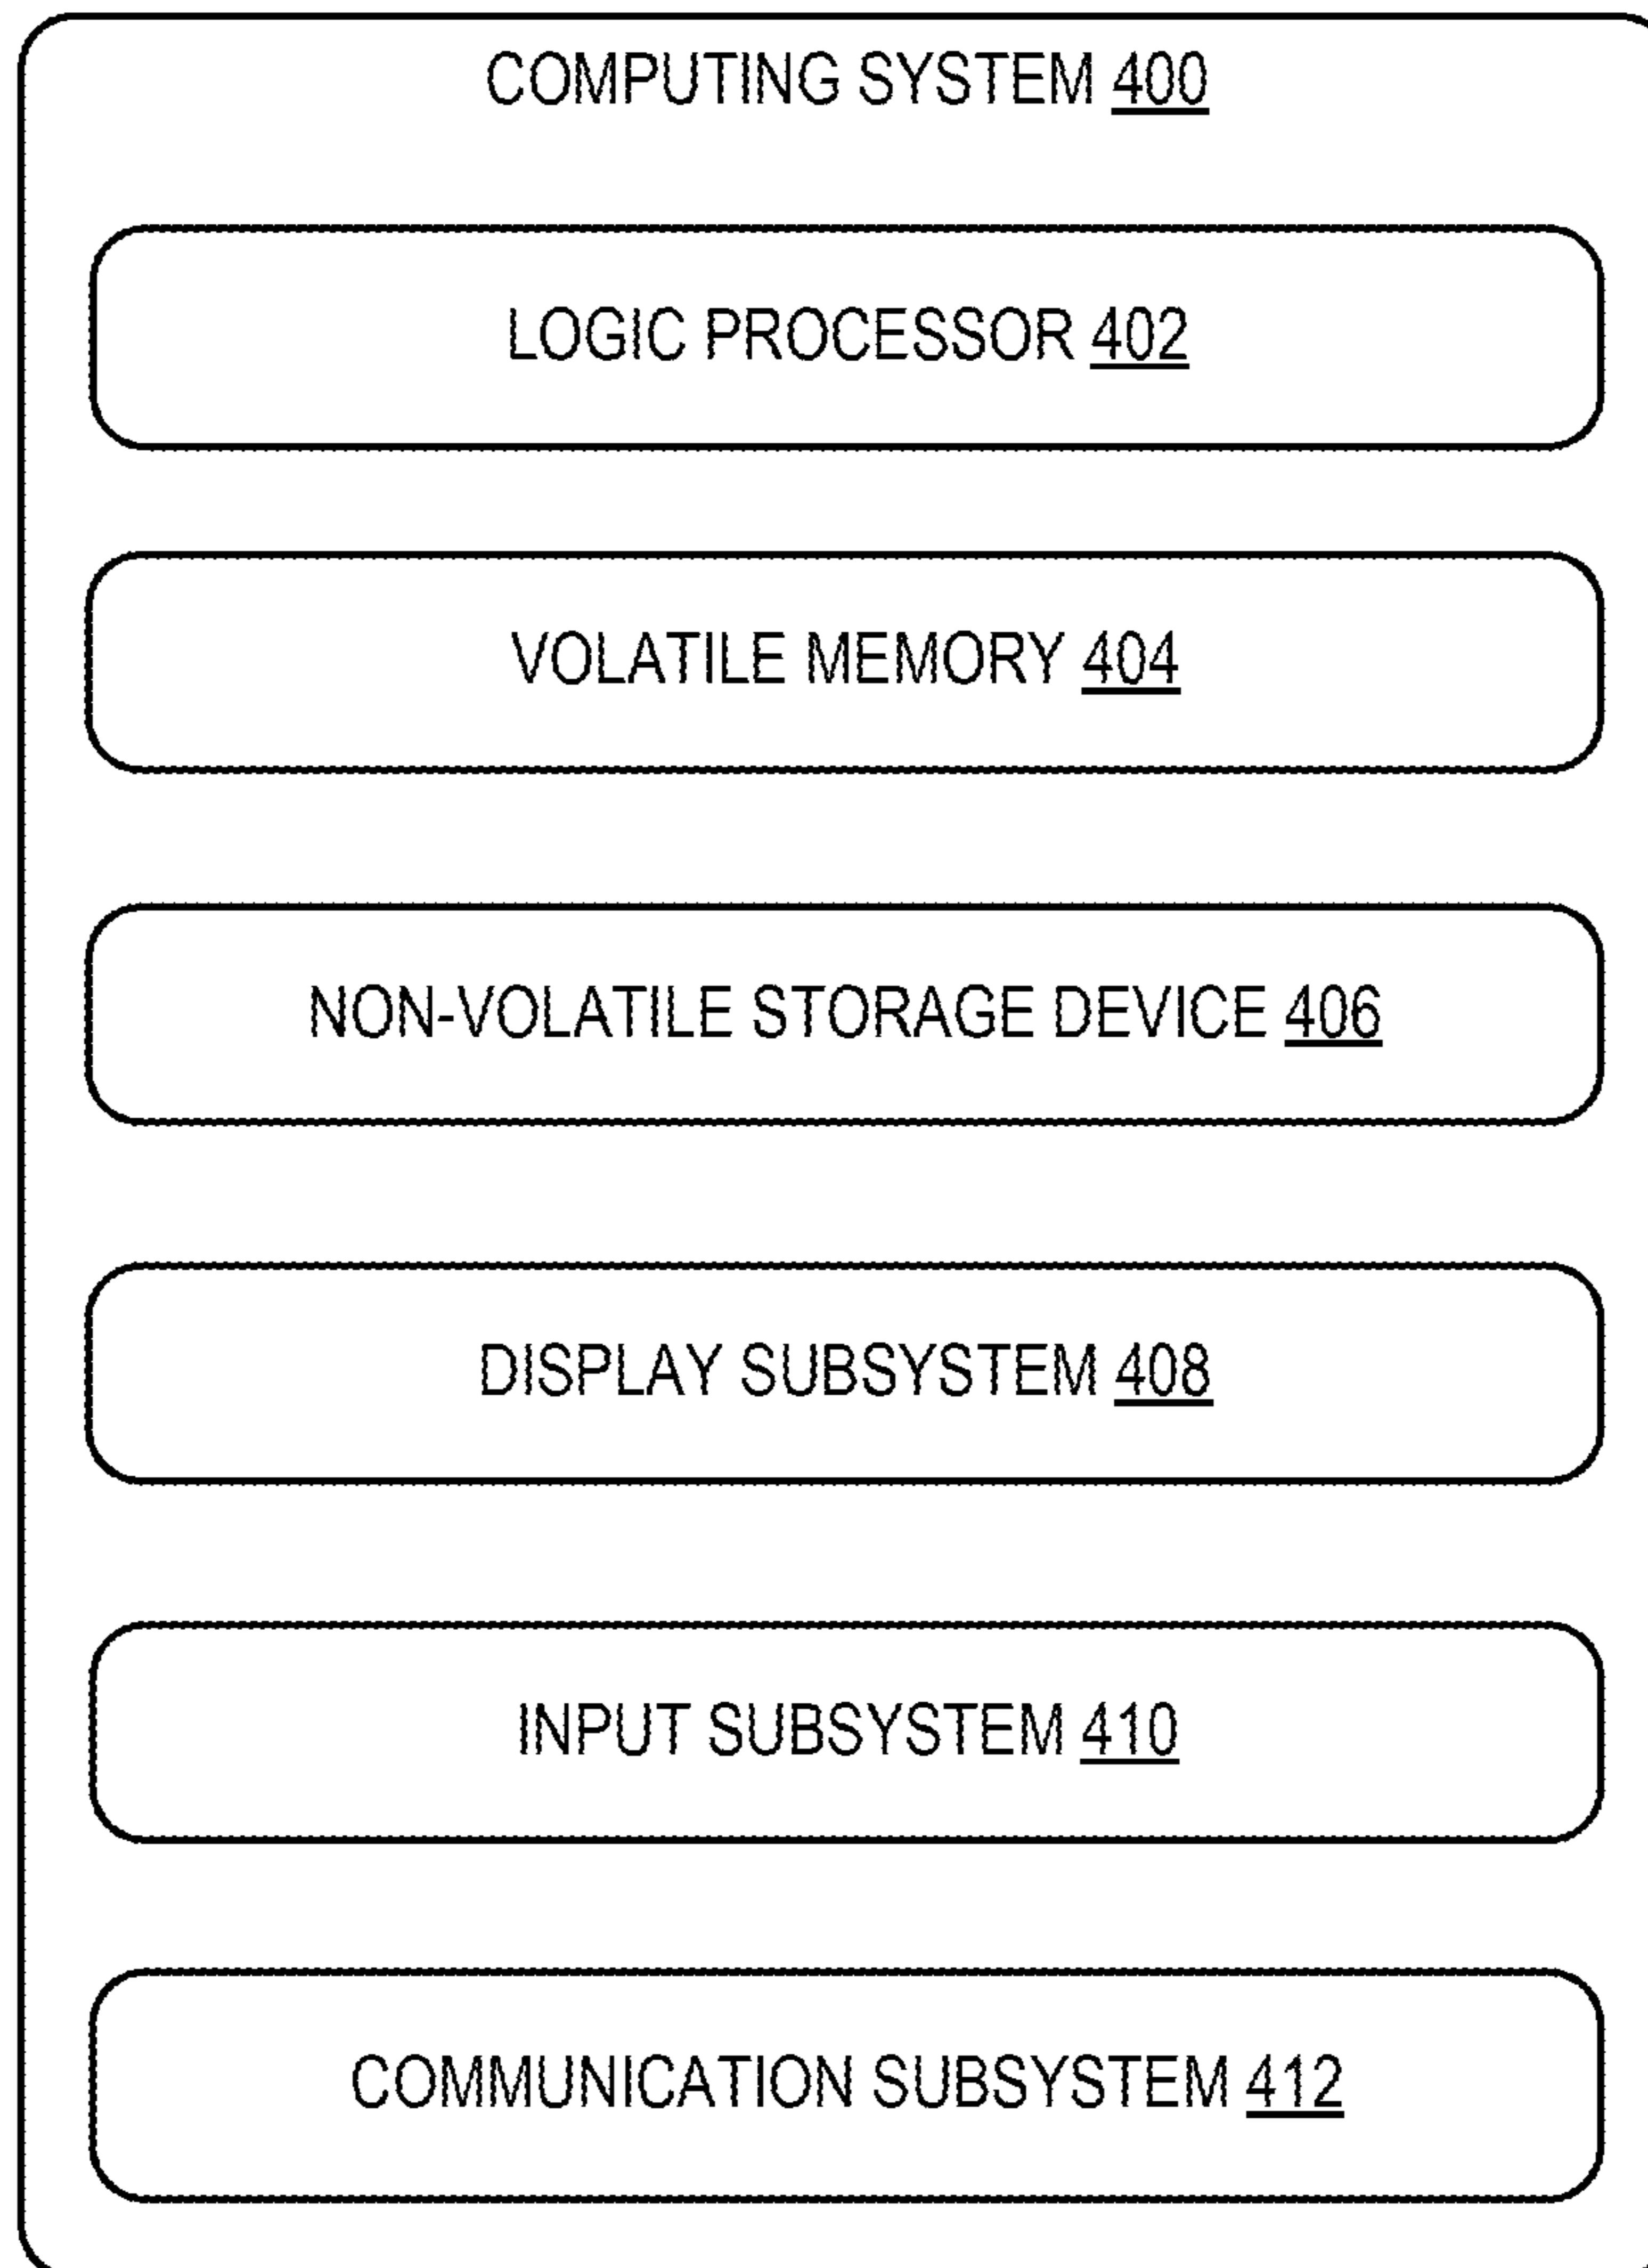 COMPUTING SYSTEM 400
LOGIC PROCESSOR 402
VOLATILE MEMORY 404
NON-VOLATILE STORAGE DEVICE 406
DISPLAY SUBSYSTEM 408
INPUT SUBSYSTEM 410
COMMUNICATION SUBSYSTEM 412